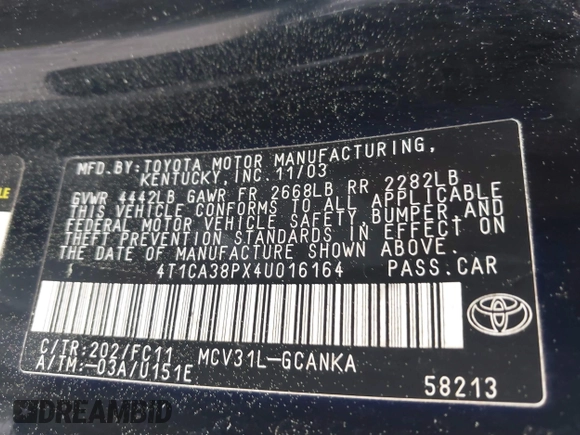 MFD.BY:TOYOTA MOTOR MANUFACTURING,
KENTUCKY, INC. 11/03
GVWR 4442LB GAWR FR 2668LB RR 2282LB
THIS VEHICLE CONFORMS TO ALL APPLICABLE
FEDERAL MOTOR VEHICLE SAFETY, BUMPER, AND
THEFT PREVENTION STANDARDS IN EFFECT ON
THE DATE OF MANUFACTURE SHOWN ABOVE.
4T1CA38PX4U016164 PASS.CAR
C/TR:202/FC11 MCV31L-GCANKA
A/TM:-03A/U151E
58213
TOYOTA
DREAMBID